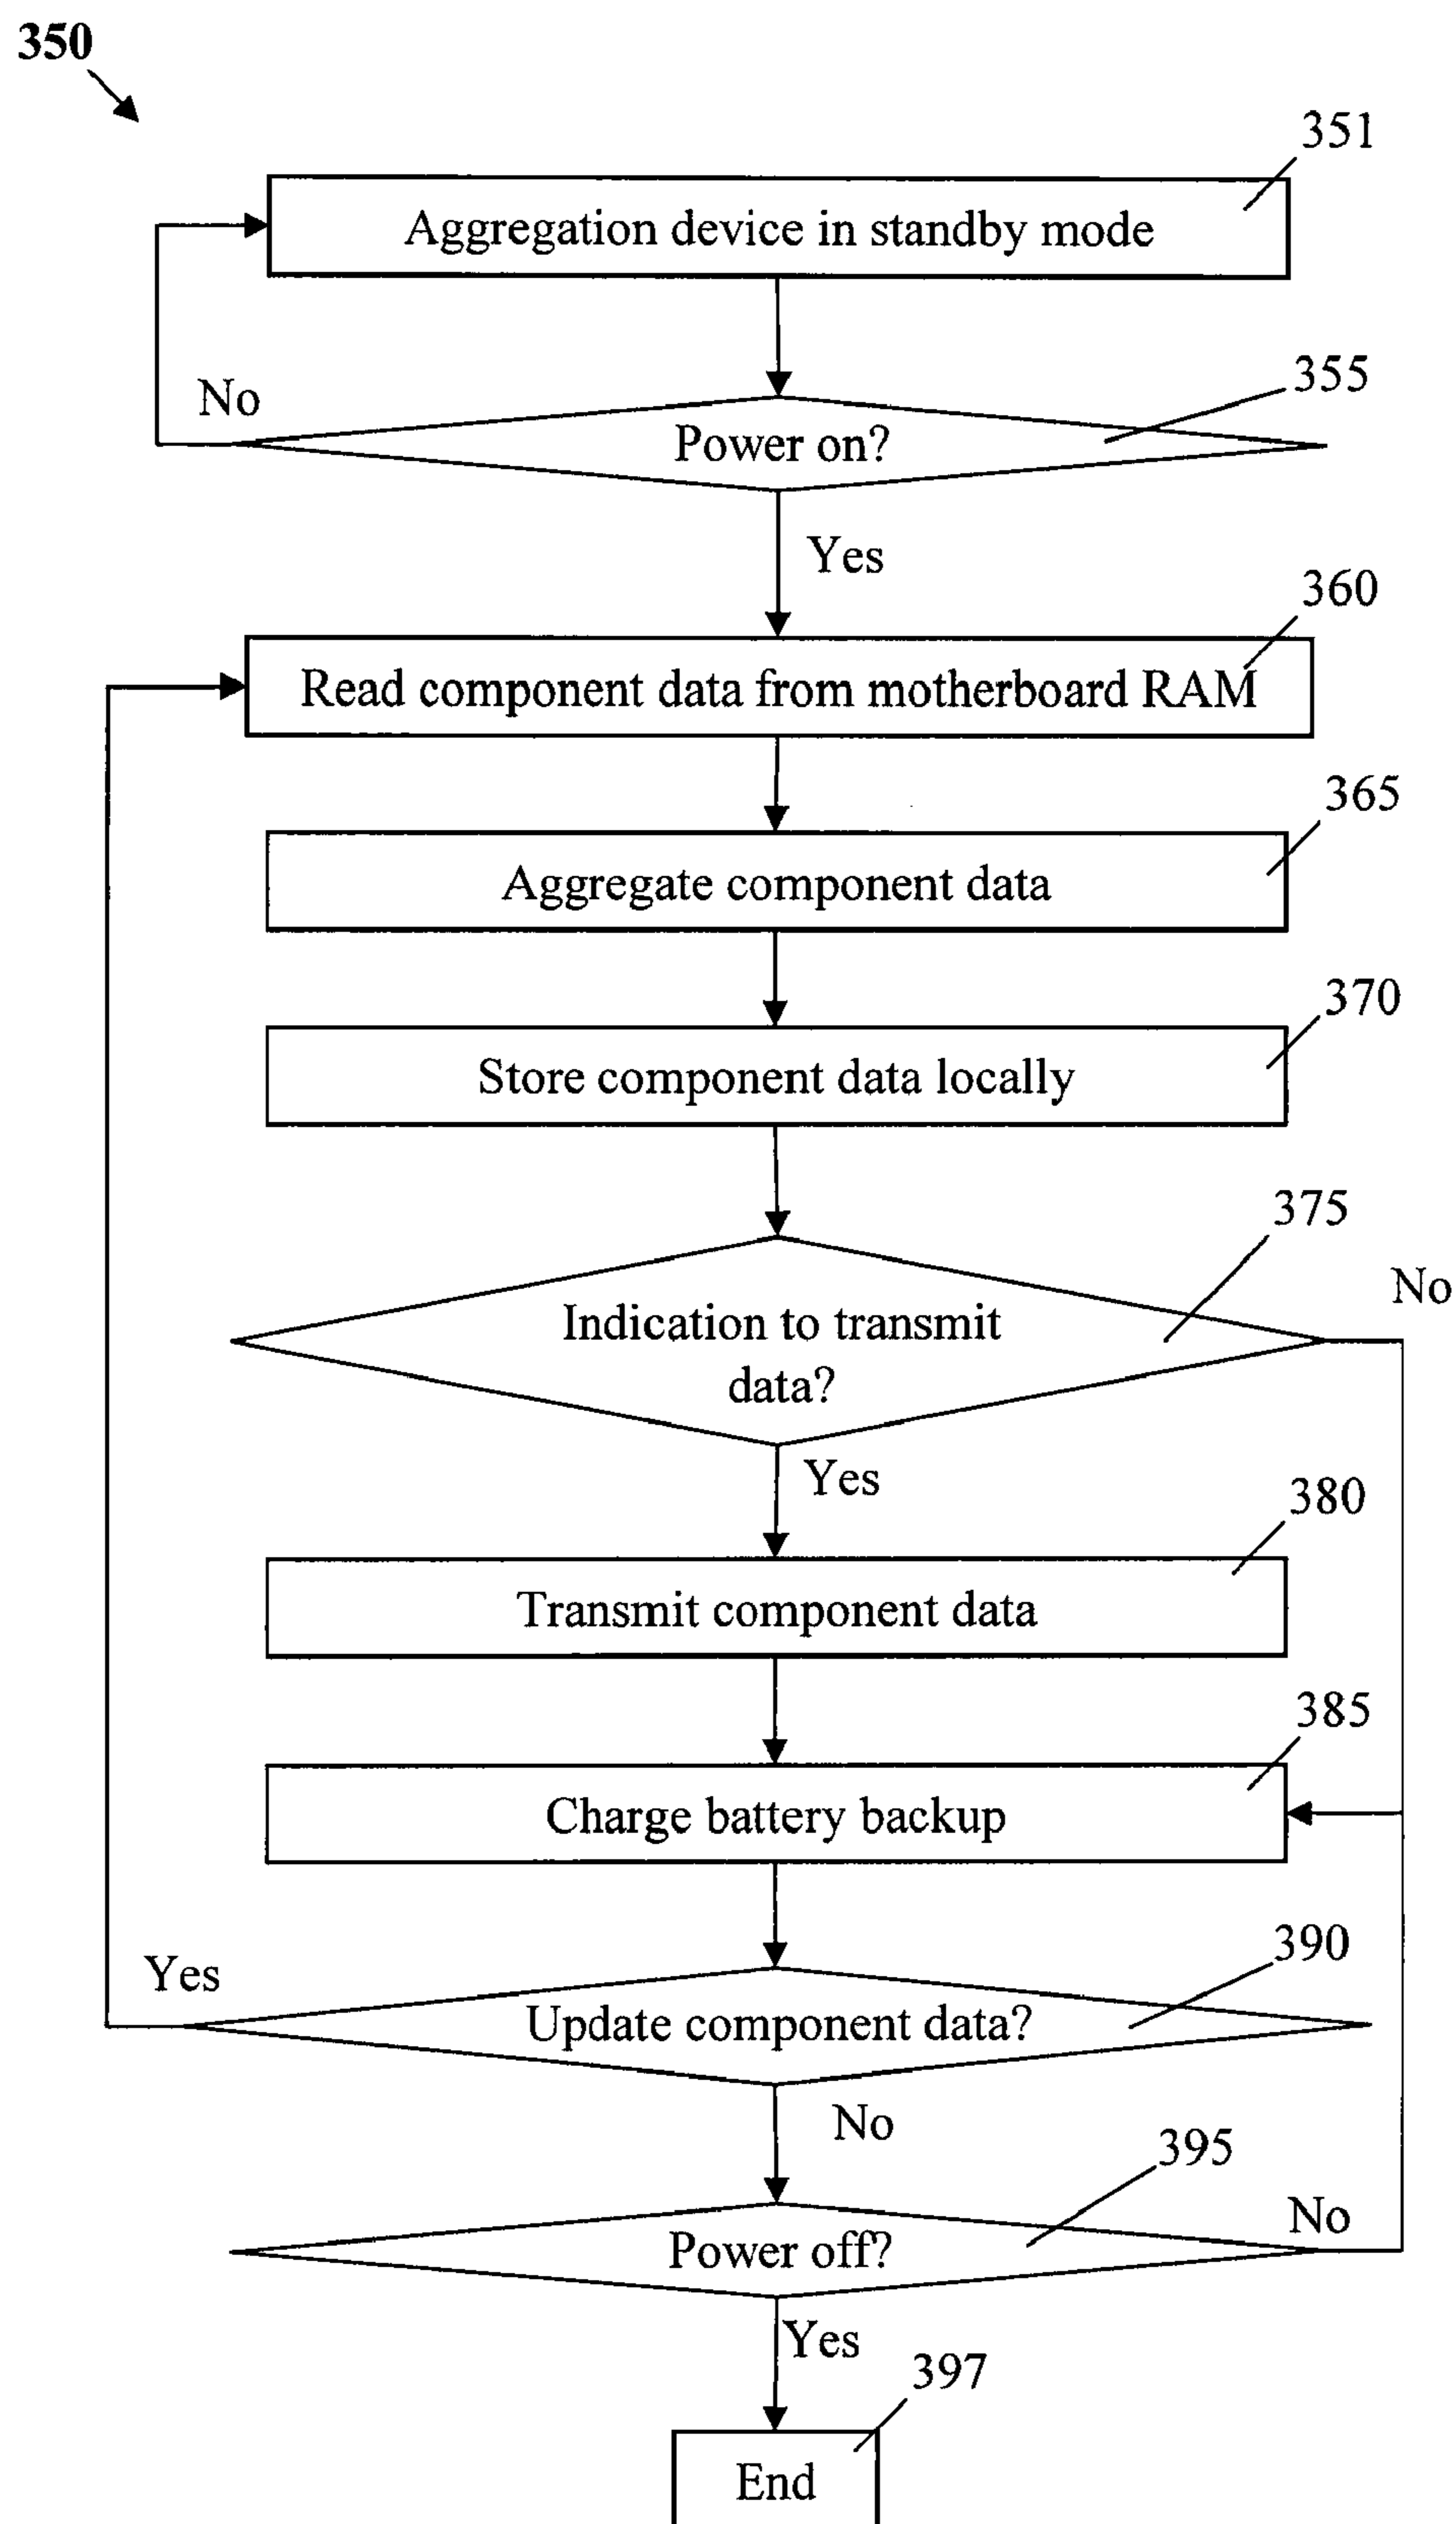 350
351
Aggregation device in standby mode
355
No
Power on?
Yes
360
Read component data from motherboard RAM
365
Aggregate component data
370
Store component data locally
375
No
Indication to transmit
data?
Yes
380
Transmit component data
385
Charge battery backup
390
Yes
Update component data?
No
395
No
Power off?
Yes
397
End